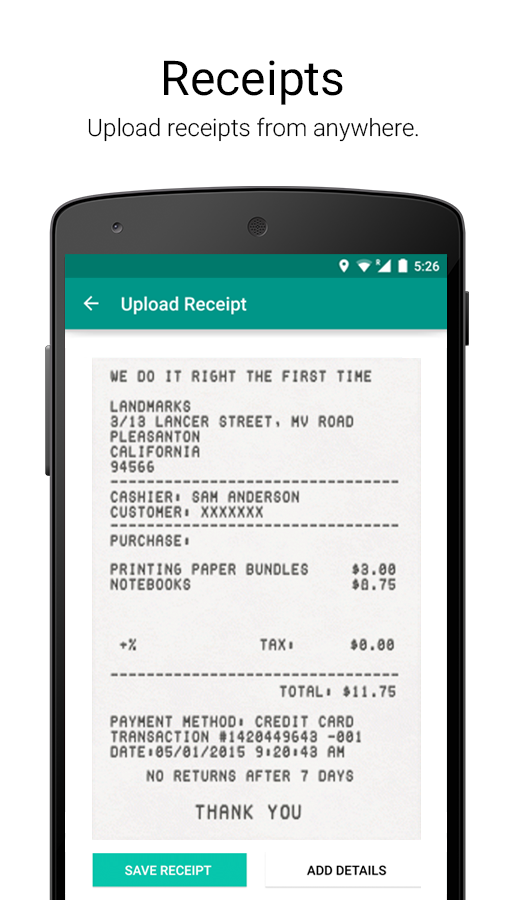 Receipts
Upload receipts from anywhere.
5:26
Upload Receipt
WE DO IT RIGHT THE FIRST TIME
LANDMARKS
3/13 LANCER STREET, MV ROAD
PLEASANTON
CALIFORNIA
94566
--------------------------------
CASHIER: SAM ANDERSON
CUSTOMER: XXXXXXX
--------------------------------
PURCHASE:
PRINTING PAPER BUNDLES $3.00
NOTEBOOKS $8.75
+% TAX: $0.00
--------------------------------
TOTAL: $11.75
PAYMENT METHOD: CREDIT CARD
TRANSACTION #1420449643 -001
DATE:05/01/2015 9:20:43 AM
NO RETURNS AFTER 7 DAYS
THANK YOU
SAVE RECEIPT ADD DETAILS